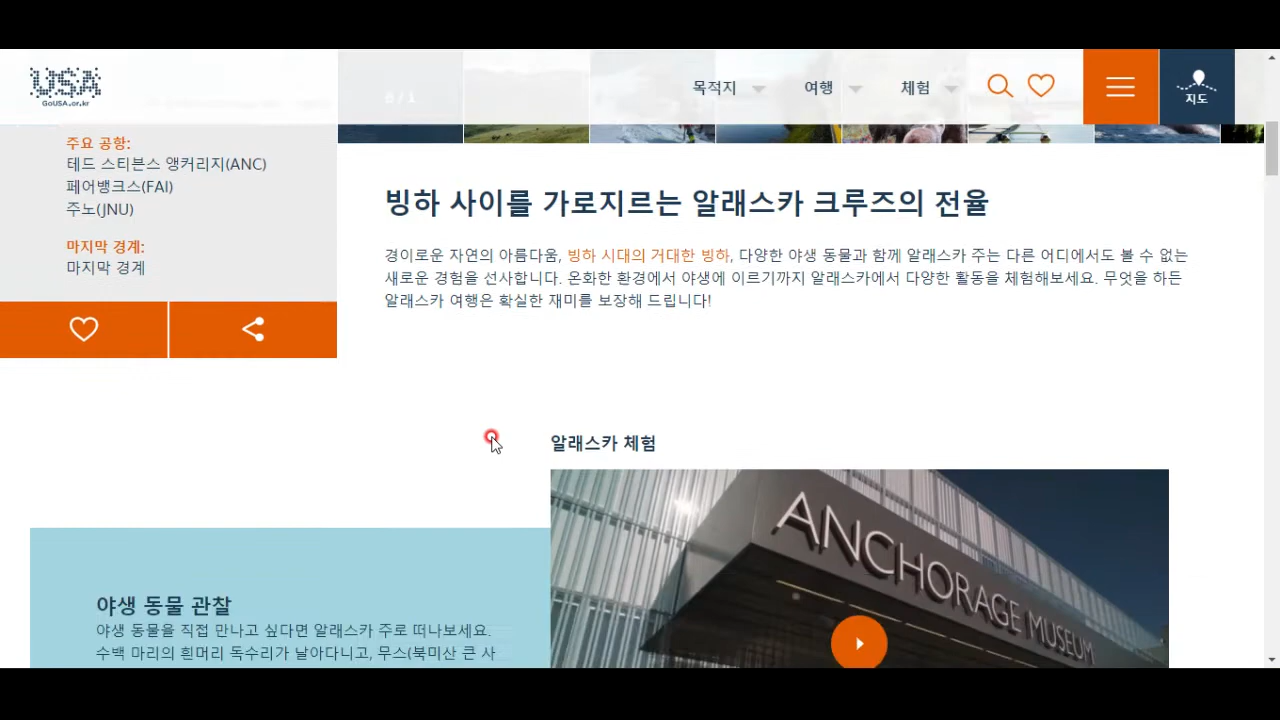 USA
GoUSA.or.kr
6 / 1
목적지
여행
체험
지도
주요 공항:
테드 스티븐스 앵커리지(ANC)
페어뱅크스(FAI)
주노(JNU)
마지막 경계:
마지막 경계
빙하 사이를 가로지르는 알래스카 크루즈의 전율
경이로운 자연의 아름다움, 빙하 시대의 거대한 빙하, 다양한 야생 동물과 함께 알래스카 주는 다른 어디에서도 볼 수 없는
새로운 경험을 선사합니다. 온화한 환경에서 야생에 이르기까지 알래스카에서 다양한 활동을 체험해보세요. 무엇을 하든
알래스카 여행은 확실한 재미를 보장해 드립니다!
알래스카 체험
ANCHORAGE MUSEUM
야생 동물 관찰
야생 동물을 직접 만나고 싶다면 알래스카 주로 떠나보세요.
수백 마리의 흰머리 독수리가 날아다니고, 무스(북미산 큰 사